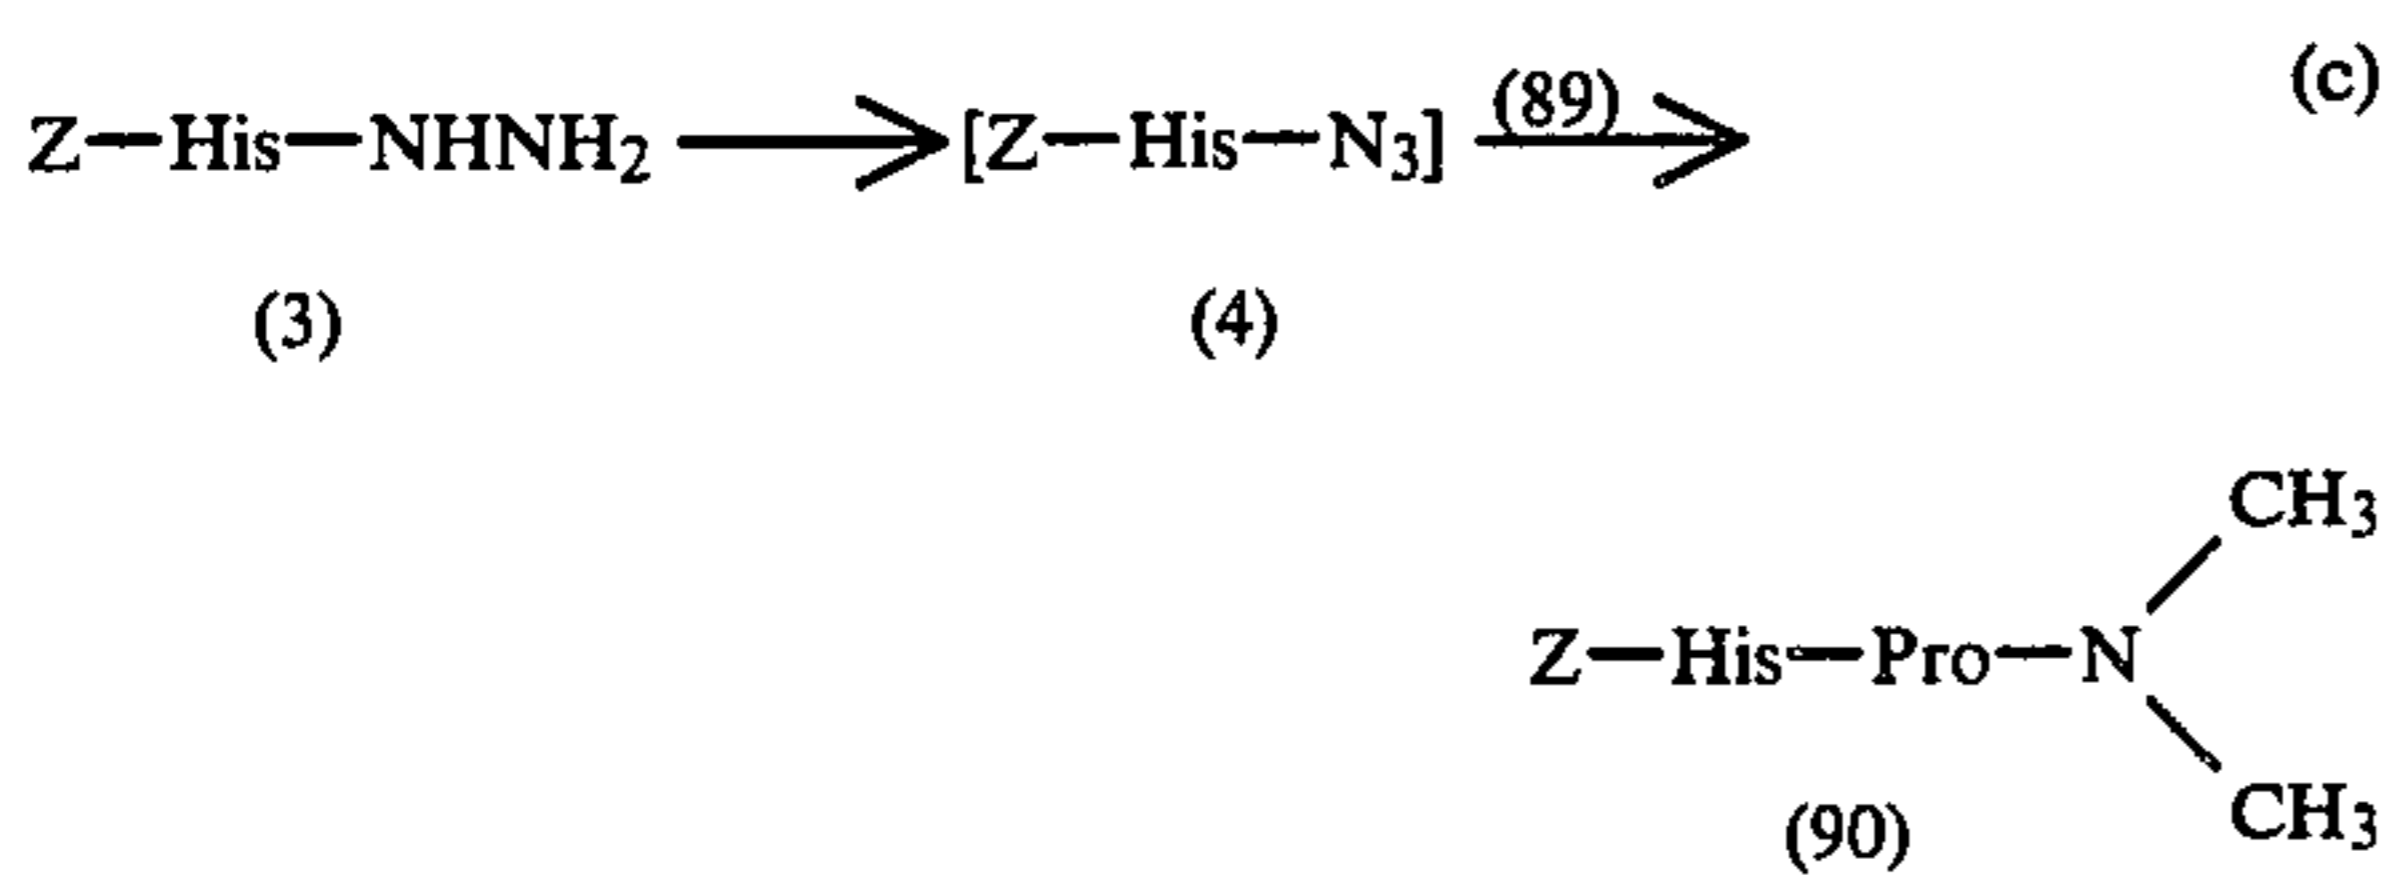 (c)
Z—His—NHNH₂ ⟶ [Z—His—N₃] (89) ⟶
(3) (4)
CH₃
Z—His—Pro—N
CH₃
(90)